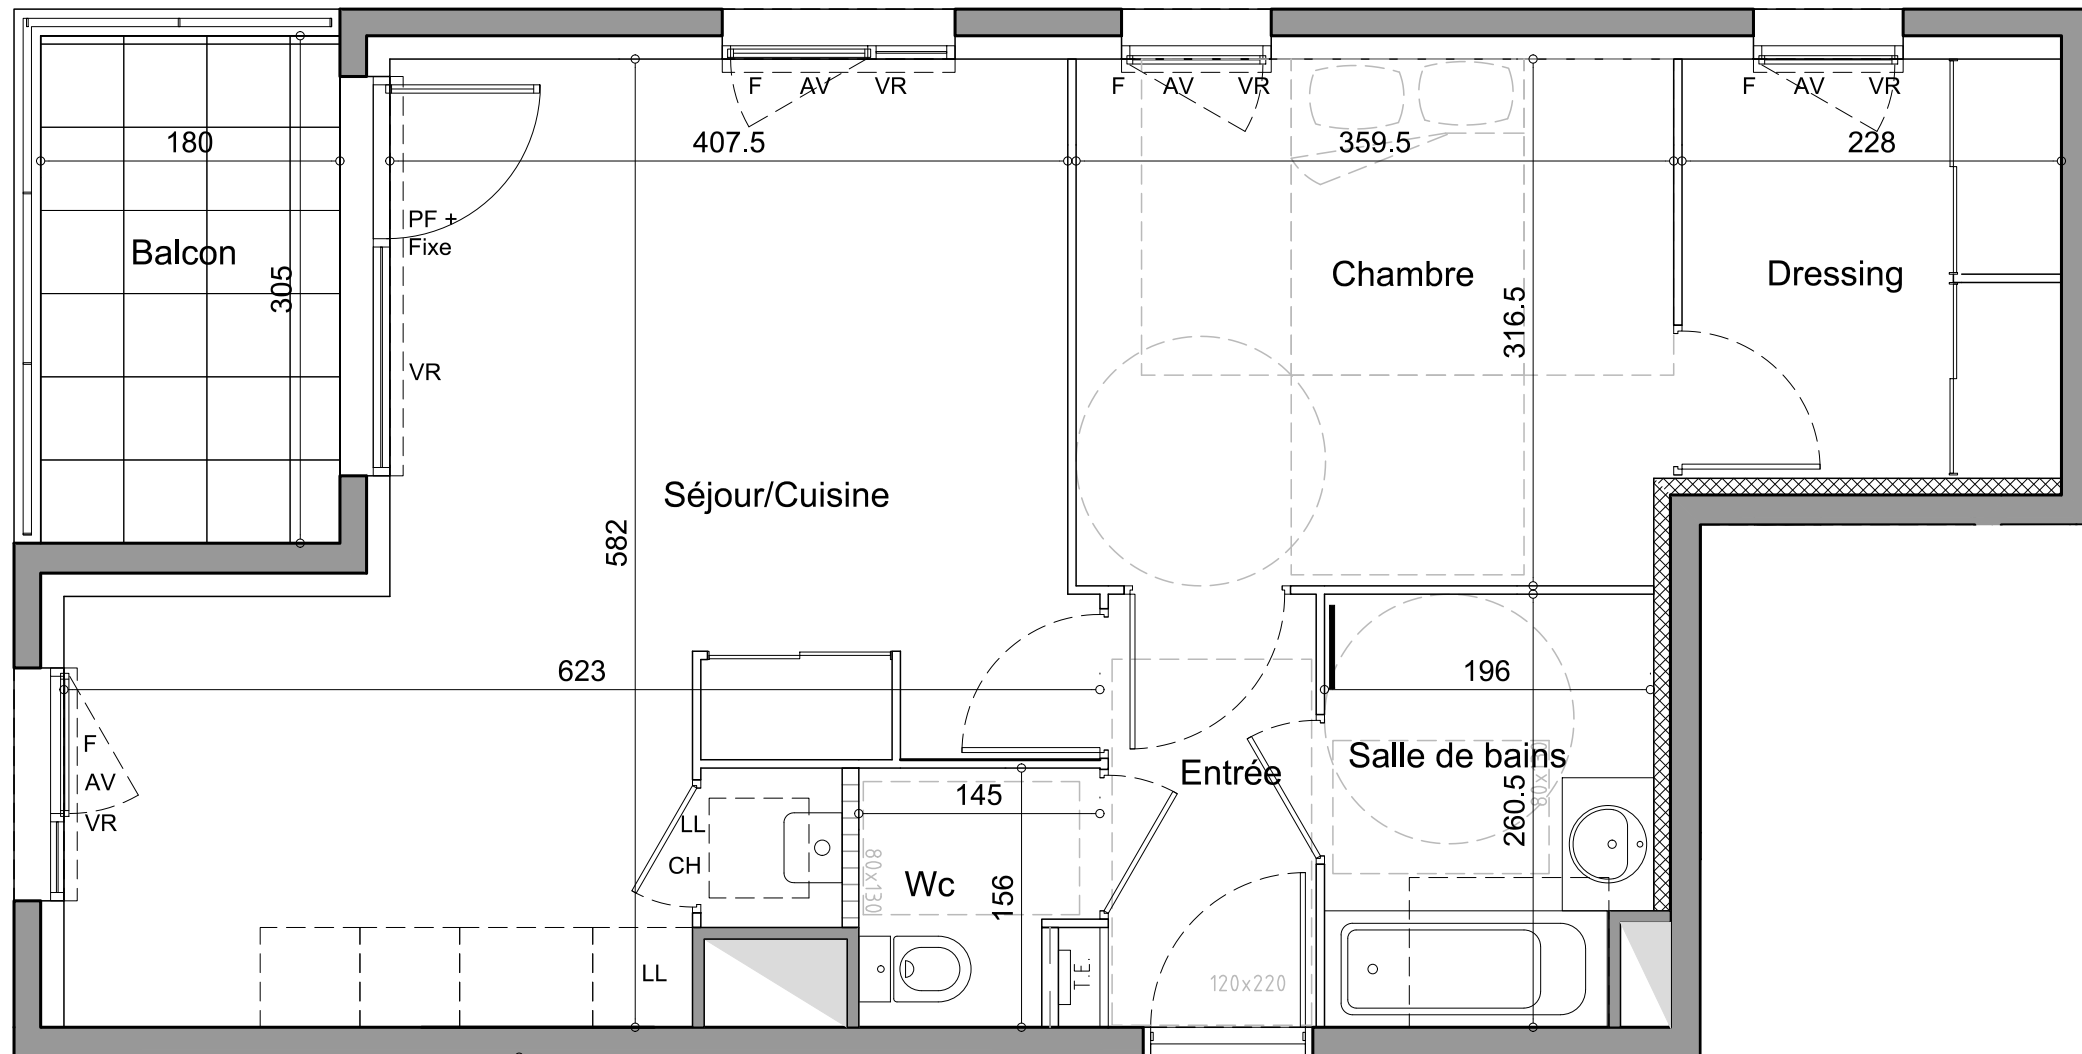 F AV VR
F AV VR
F AV VR
180
407.5
359.5
228
PF +
Fixe
Balcon
305
Chambre
316.5
Dressing
VR
Séjour/Cuisine
582
623
196
F
AV
VR
Entrée
Salle de bains
260.5
80x130
145
LL
CH
80x130
Wc
156
LL
T.E.
120x220